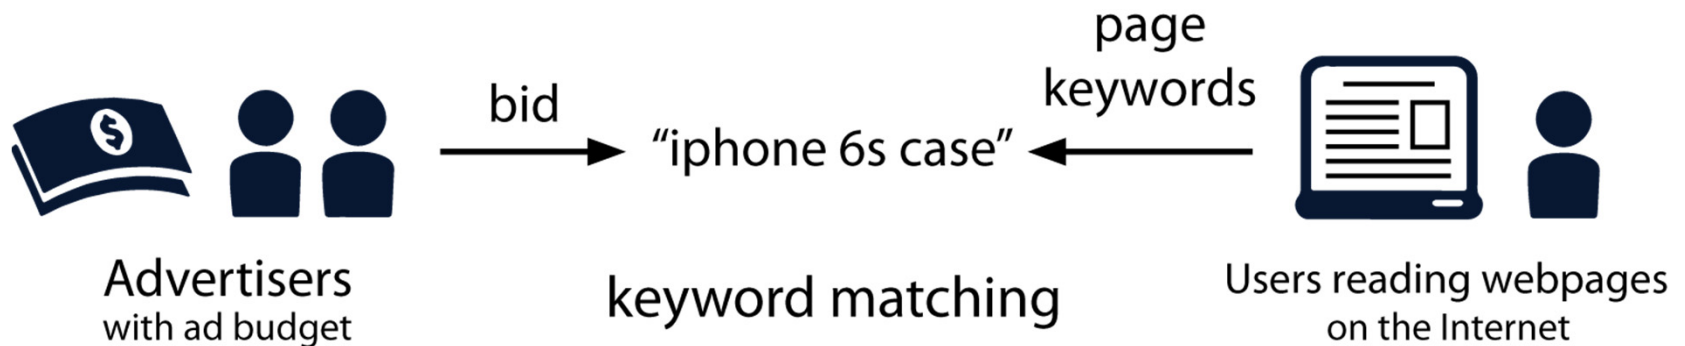 bid
“iphone 6s case”
page
keywords
$
Advertisers
with ad budget
keyword matching
Users reading webpages
on the Internet